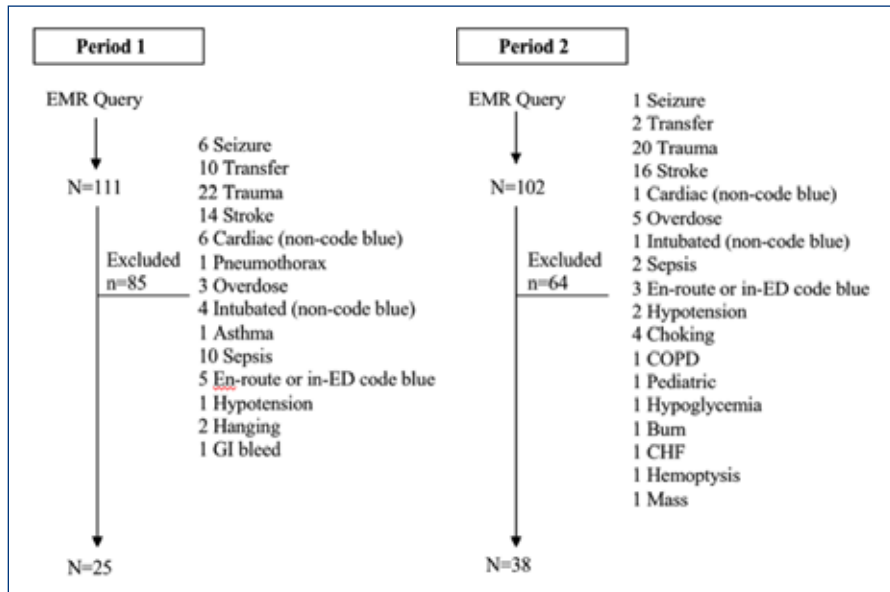 Period 1
EMR Query
N=111
Excluded
n=85
6 Seizure
10 Transfer
22 Trauma
14 Stroke
6 Cardiac (non-code blue)
1 Pneumothorax
3 Overdose
4 Intubated (non-code blue)
1 Asthma
10 Sepsis
5 En-route or in-ED code blue
1 Hypotension
2 Hanging
1 GI bleed
N=25
Period 2
EMR Query
N=102
Excluded
n=64
1 Seizure
2 Transfer
20 Trauma
16 Stroke
1 Cardiac (non-code blue)
5 Overdose
1 Intubated (non-code blue)
2 Sepsis
3 En-route or in-ED code blue
2 Hypotension
4 Choking
1 COPD
1 Pediatric
1 Hypoglycemia
1 Burn
1 CHF
1 Hemoptysis
1 Mass
N=38